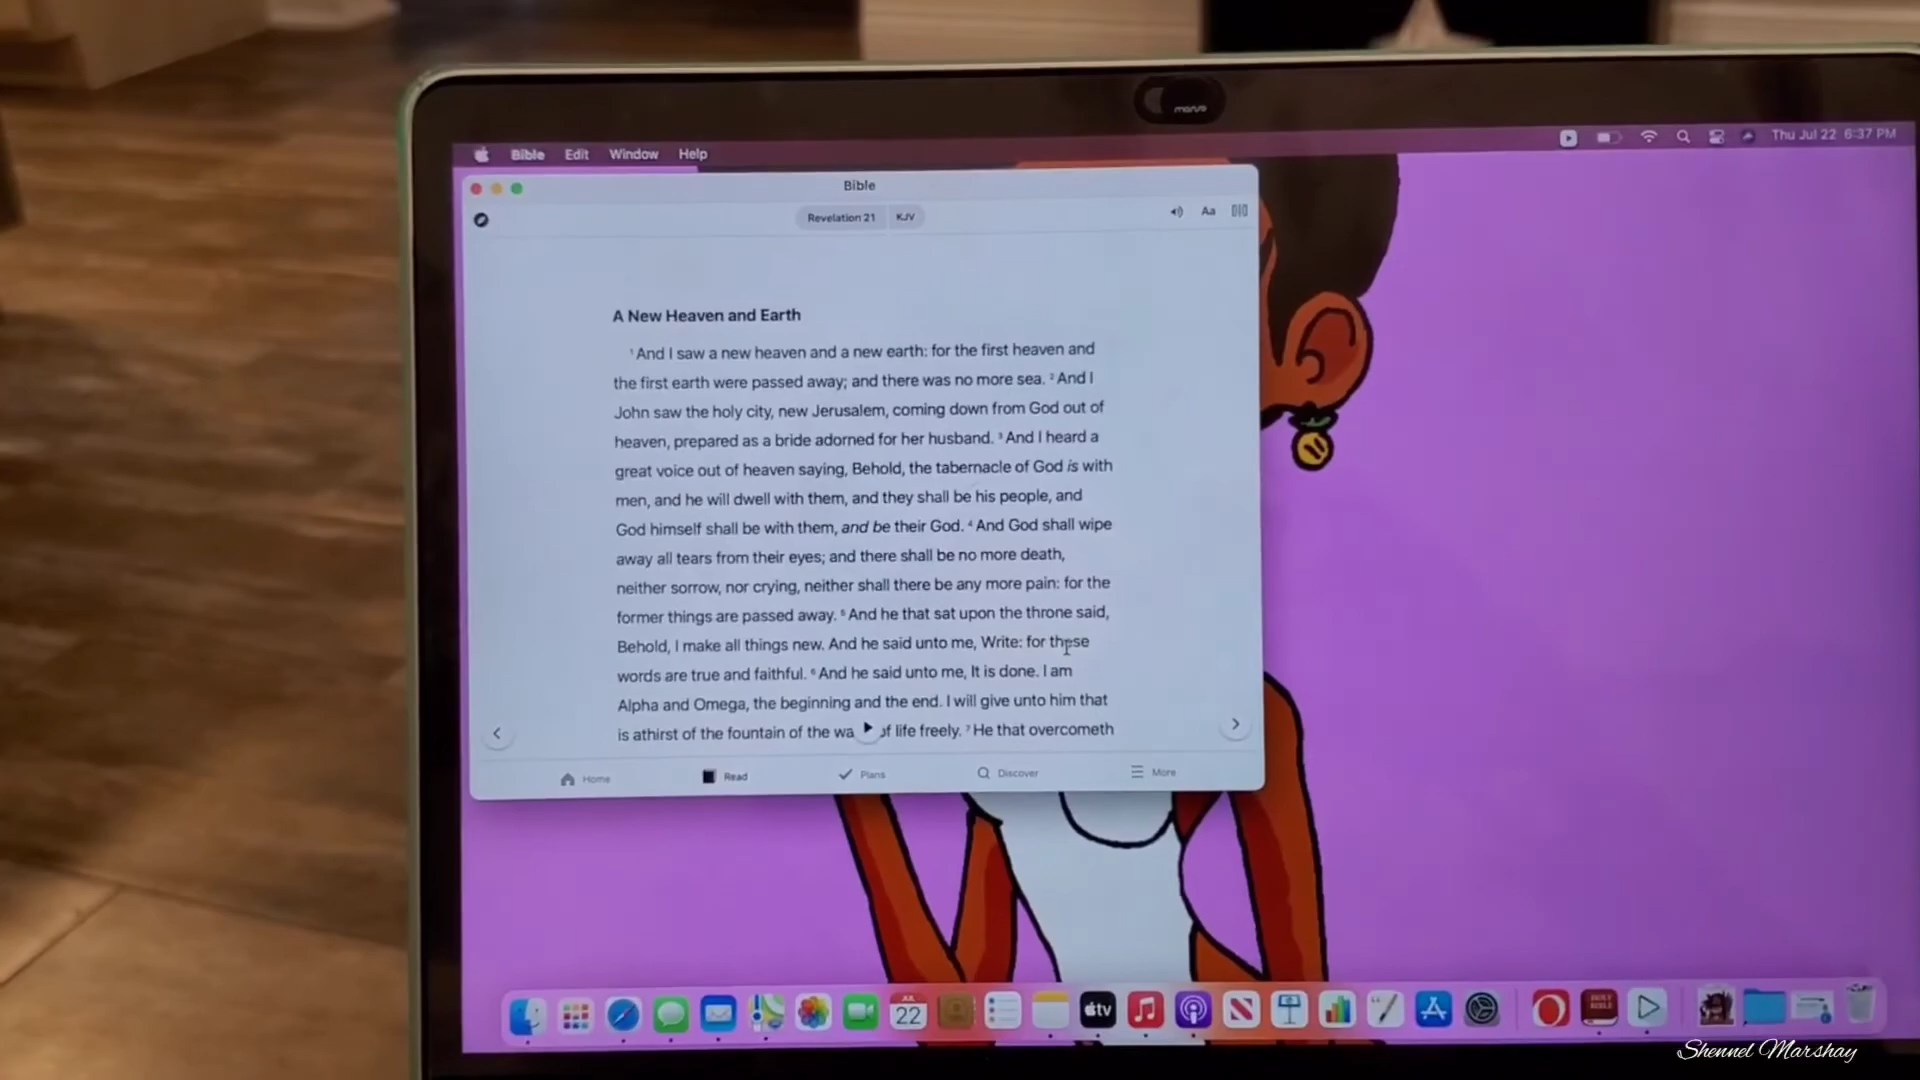 Bible Edit Window Help
Thu Jul 22 6:37 PM
Bible
Revelation 21 KJV
Aa
A New Heaven and Earth
1 And I saw a new heaven and a new earth: for the first heaven and
the first earth were passed away; and there was no more sea. 2 And I
John saw the holy city, new Jerusalem, coming down from God out of
heaven, prepared as a bride adorned for her husband. 3 And I heard a
great voice out of heaven saying, Behold, the tabernacle of God is with
men, and he will dwell with them, and they shall be his people, and
God himself shall be with them, and be their God. 4 And God shall wipe
away all tears from their eyes; and there shall be no more death,
neither sorrow, nor crying, neither shall there be any more pain: for the
former things are passed away. 5 And he that sat upon the throne said,
Behold, I make all things new. And he said unto me, Write: for these
words are true and faithful. 6 And he said unto me, It is done. I am
Alpha and Omega, the beginning and the end. I will give unto him that
is athirst of the fountain of the wa of life freely. 7 He that overcometh
Home Read Plans Discover More
JUL
22
tv
HOLY
BIBLE
Shennel Marshay